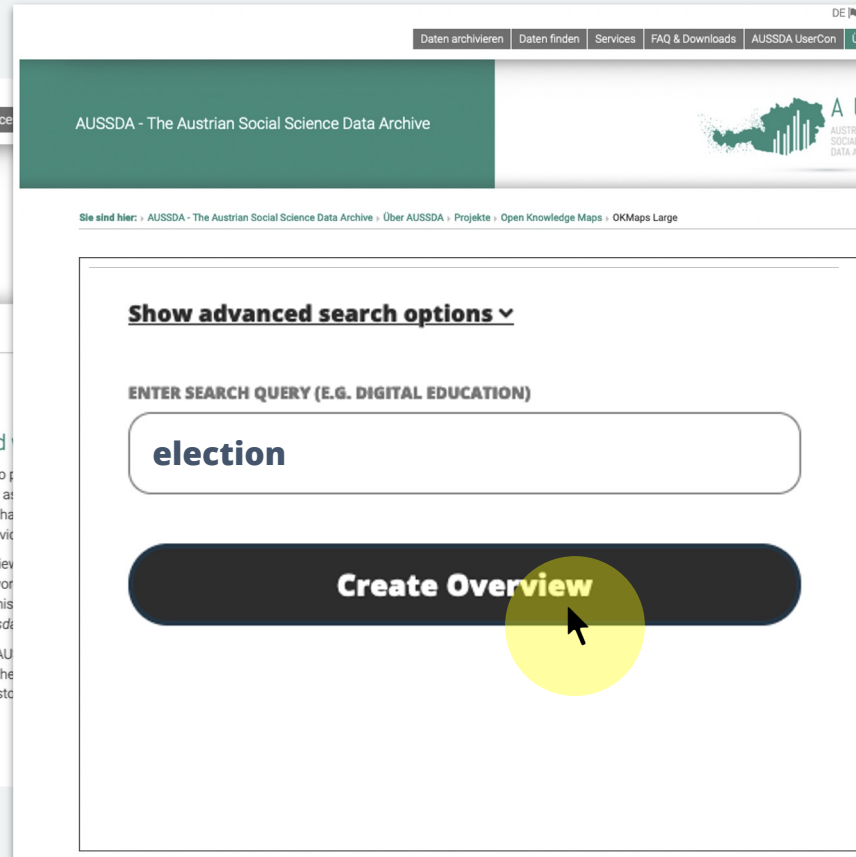 DE
Daten archivieren Daten finden Services FAQ & Downloads AUSSDA UserCon
AUSSDA - The Austrian Social Science Data Archive
Sie sind hier: › AUSSDA - The Austrian Social Science Data Archive › Über AUSSDA › Projekte › Open Knowledge Maps › OKMaps Large
Show advanced search options
ENTER SEARCH QUERY (E.G. DIGITAL EDUCATION)
election
Create Overview